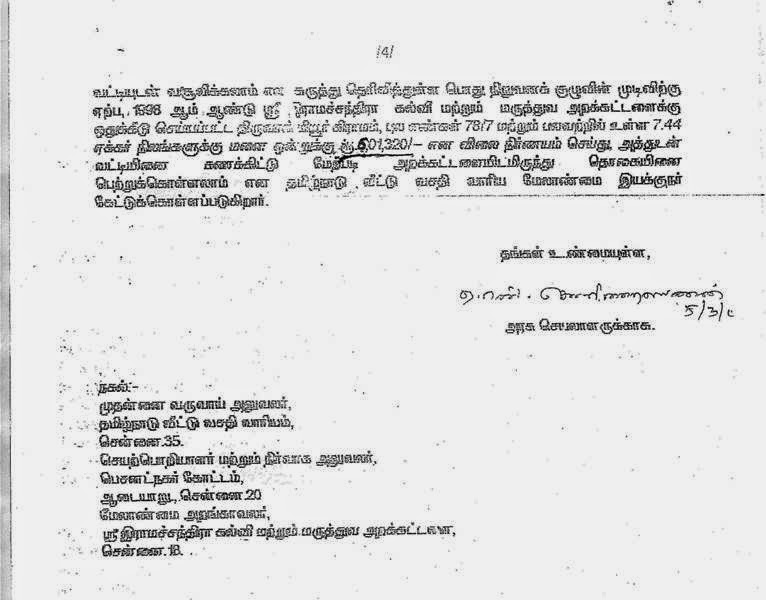 /4/
வட்டியுடன் வசூலிக்கலாம் என கருத்து தெரிவித்துள்ள பொது நிறுவனக் குழுவின் முடிவிற்கு
ஏற்ப, 1998 ஆம் ஆண்டு ஸ்ரீ இராமச்சந்திரா கல்வி மற்றும் மருத்துவ அறக்கட்டளைக்கு
ஒதுக்கீடு செய்யப்பட்ட கிராமம், புல எண்கள் 78/7 மற்றும் பலவற்றில் உள்ள 7.44
ஏக்கர் நிலங்களுக்கு மனை ஒன்றுக்கு ரூ.6,01,320/- என விலை நிர்ணயம் செய்து, அத்துடன்
வட்டியினை கணக்கிட்டு மேற்படி அறக்கட்டளையிடமிருந்து தொகையினை
பெற்றுக்கொள்ளலாம் என தமிழ்நாடு வீட்டு வசதி வாரிய மேலாண்மை இயக்குநர்
கேட்டுக்கொள்ளப்படுகிறார்.
தங்கள் உண்மையுள்ள,
5/3/
அரசு செயலாளருக்காக.
நகல்:-
முதன்மை வருவாய் அலுவலர்,
தமிழ்நாடு வீட்டு வசதி வாரியம்,
சென்னை.35.
செயற்பொறியாளர் மற்றும் நிர்வாக அலுவலர்,
பெசன்ட்நகர் கோட்டம்,
அடையாறு, சென்னை.20
மேலாண்மை அறங்காவலர்,
ஸ்ரீ இராமச்சந்திரா கல்வி மற்றும் மருத்துவ அறக்கட்டளை,
சென்னை.18.